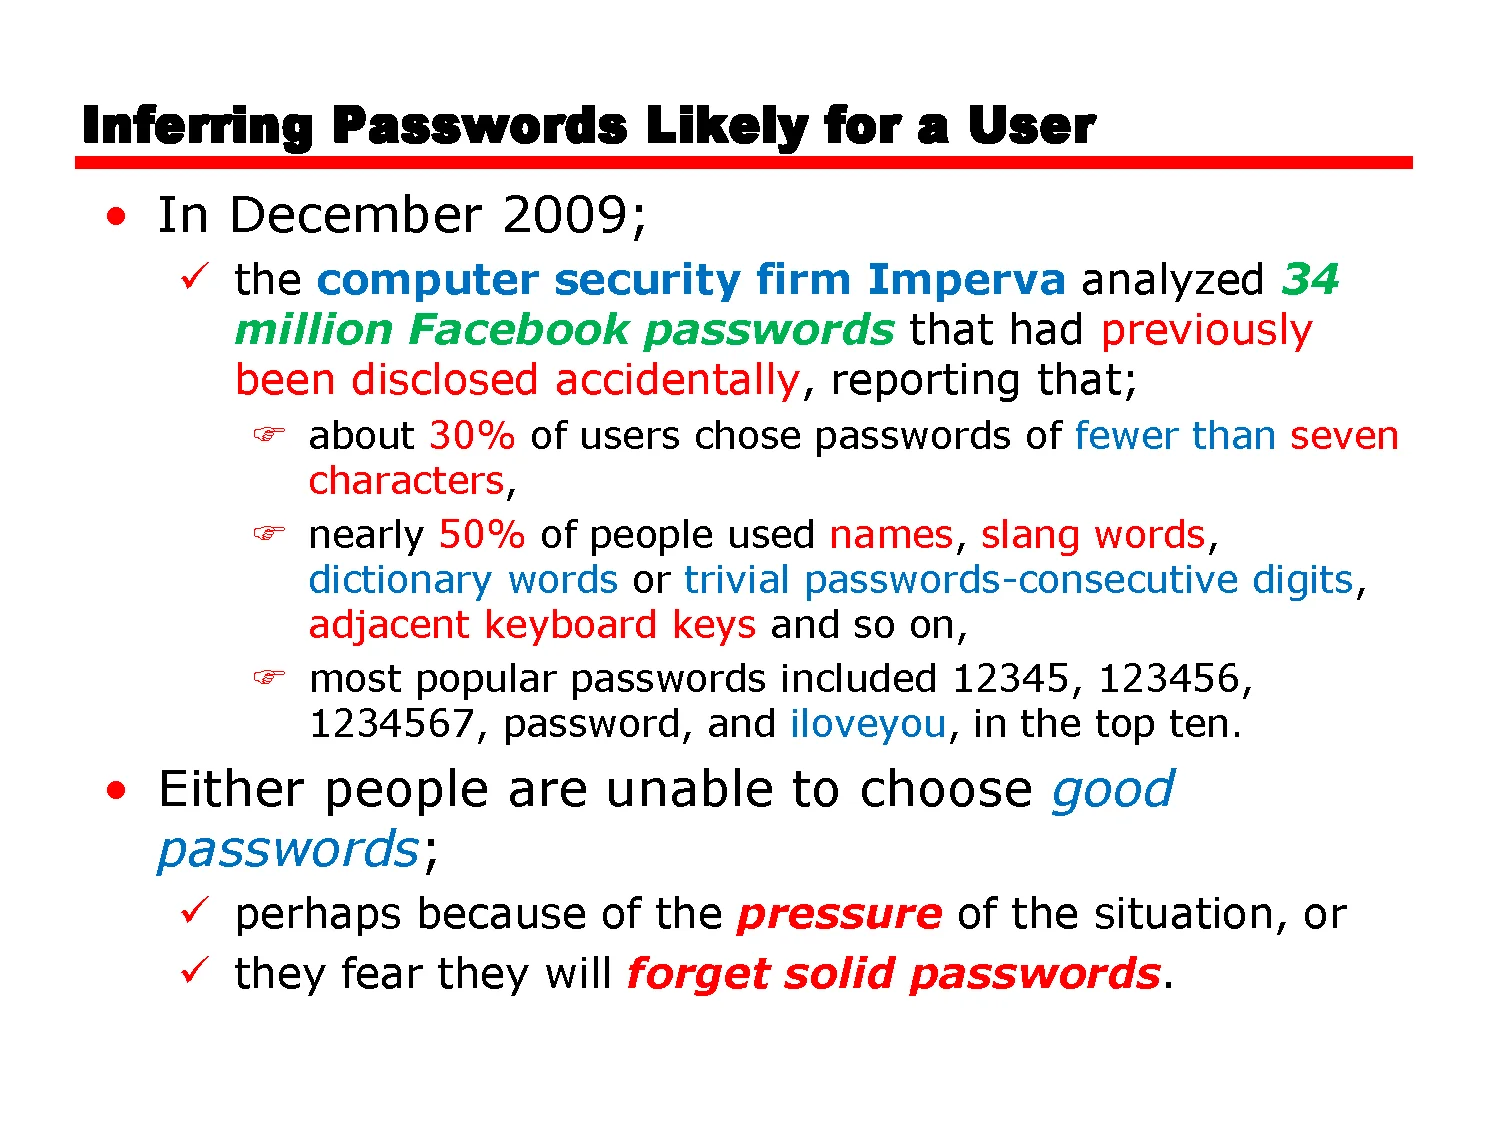 Inferring Passwords Likely for a User
• In December 2009;
✓ the computer security firm Imperva analyzed 34
million Facebook passwords that had previously
been disclosed accidentally, reporting that;
☞ about 30% of users chose passwords of fewer than seven
characters,
☞ nearly 50% of people used names, slang words,
dictionary words or trivial passwords-consecutive digits,
adjacent keyboard keys and so on,
☞ most popular passwords included 12345, 123456,
1234567, password, and iloveyou, in the top ten.
• Either people are unable to choose good
passwords;
✓ perhaps because of the pressure of the situation, or
✓ they fear they will forget solid passwords.